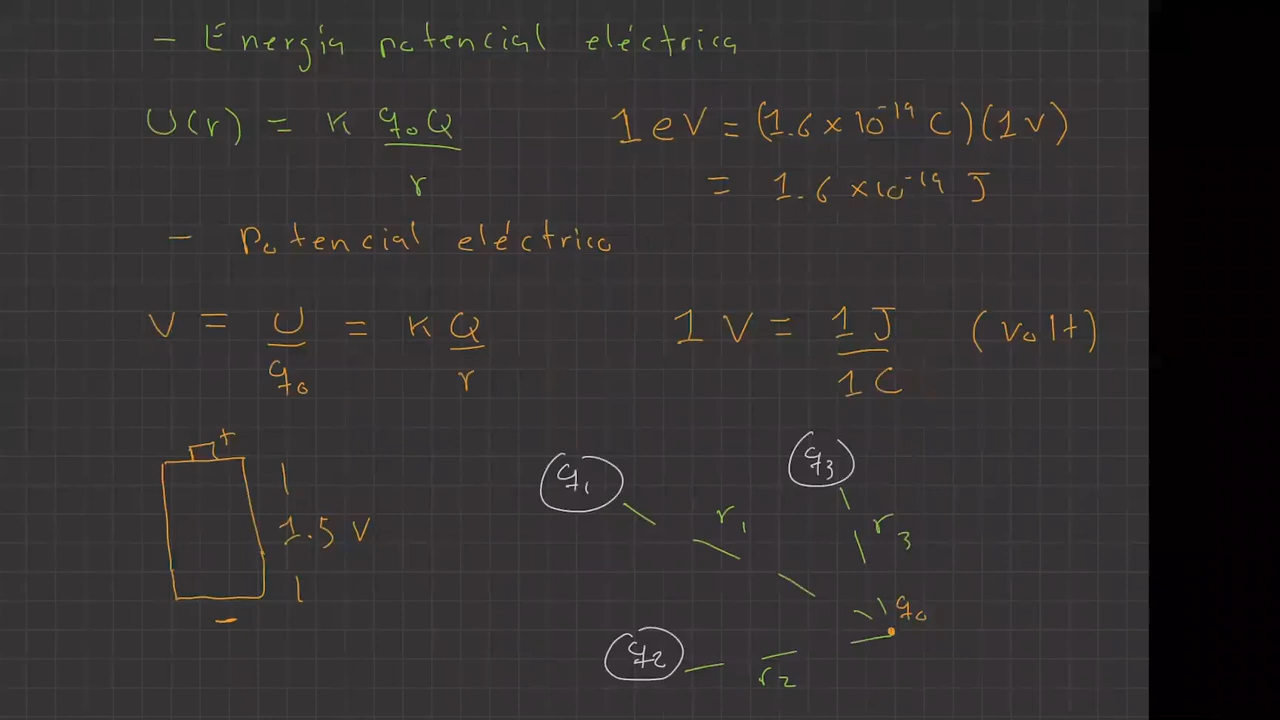 - Energía potencial eléctrica
U(r) = K q₀Q / r
1 eV = (1.6 × 10⁻¹⁹ C)(1 V)
= 1.6 × 10⁻¹⁹ J
- Potencial eléctrico
V = U / q₀ = K Q / r
1 V = 1 J / 1 C (volt)
+
1.5 V
-
q₁
q₃
r₁
r₃
q₀
q₂
r₂